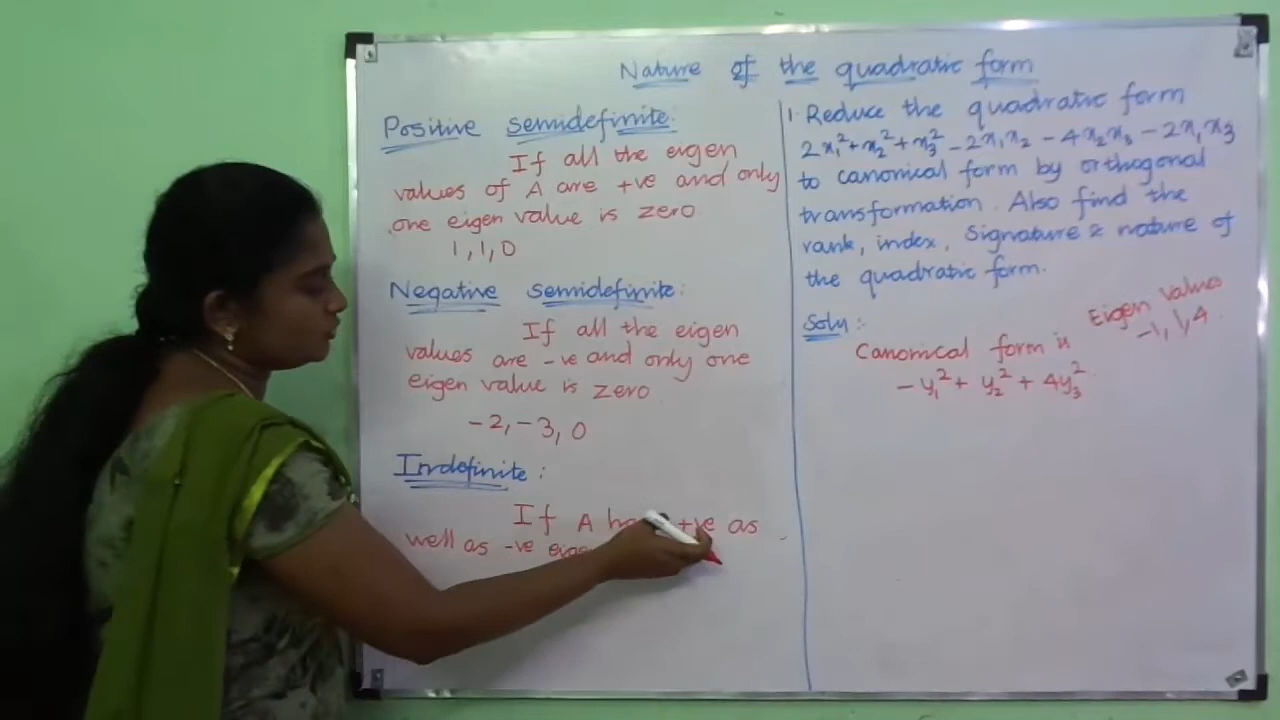 Nature of the quadratic form
Positive semidefinite:
If all the eigen
values of A are +ve and only
one eigen value is zero
1, 1, 0
Negative semidefinite:
If all the eigen
values are -ve and only one
eigen value is zero
-2, -3, 0
Indefinite:
If A +ve as
well as -ve
1. Reduce the quadratic form
2x₁²+x₂²+x₃²-2x₁x₂-4x₂x₃-2x₁x₃
to canonical form by orthogonal
transformation. Also find the
rank, index, Signature & nature of
the quadratic form.
Soln:
Eigen Values
-1, 1, 4
Canonical form is
-y₁²+y₂²+4y₃²